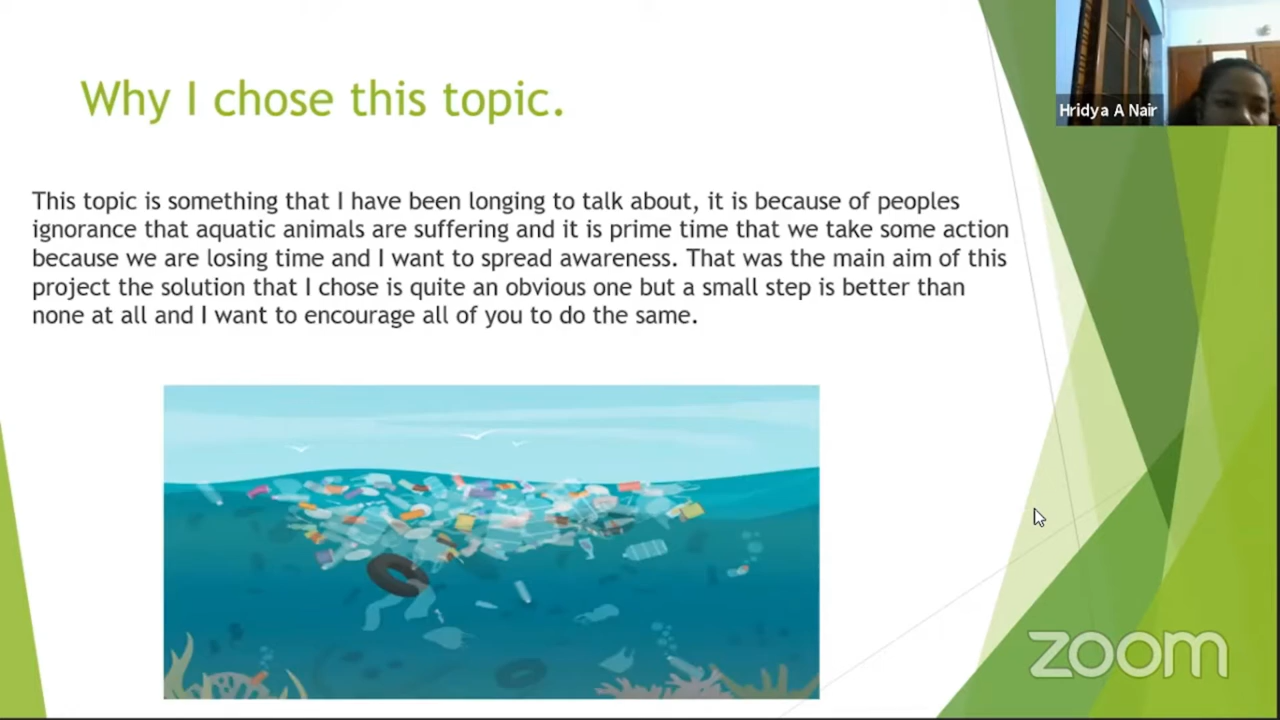 Why I chose this topic.
Hridya A Nair
This topic is something that I have been longing to talk about, it is because of peoples
ignorance that aquatic animals are suffering and it is prime time that we take some action
because we are losing time and I want to spread awareness. That was the main aim of this
project the solution that I chose is quite an obvious one but a small step is better than
none at all and I want to encourage all of you to do the same.
zoom